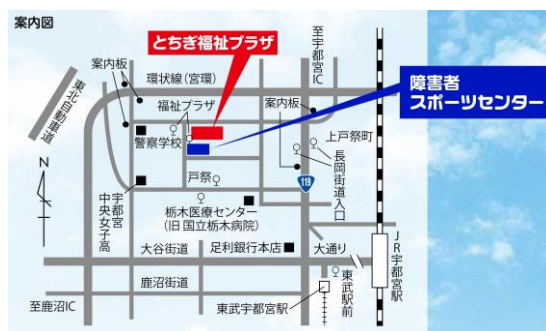 案内図
とちぎ福祉プラザ
至宇都宮IC
案内板
環状線（宮環）
障害者
スポーツセンター
東北自動車道
福祉プラザ
案内板
警察学校
上戸祭町
N
戸祭
119
長岡街道入口
宇都宮
中央女子高
栃木医療センター
（旧 国立栃木病院）
大谷街道
足利銀行本店
大通り
JR宇都宮駅
鹿沼街道
東武駅前
至鹿沼IC
東武宇都宮駅